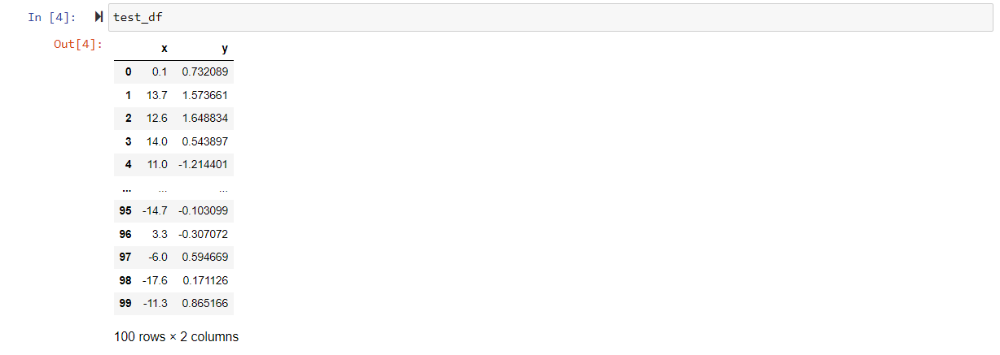 In [4]: test_df
Out[4]:
x y
0 0.1 0.732089
1 13.7 1.573661
2 12.6 1.648834
3 14.0 0.543897
4 11.0 -1.214401
... ... ...
95 -14.7 -0.103099
96 3.3 -0.307072
97 -6.0 0.594669
98 -17.6 0.171126
99 -11.3 0.865166
100 rows × 2 columns